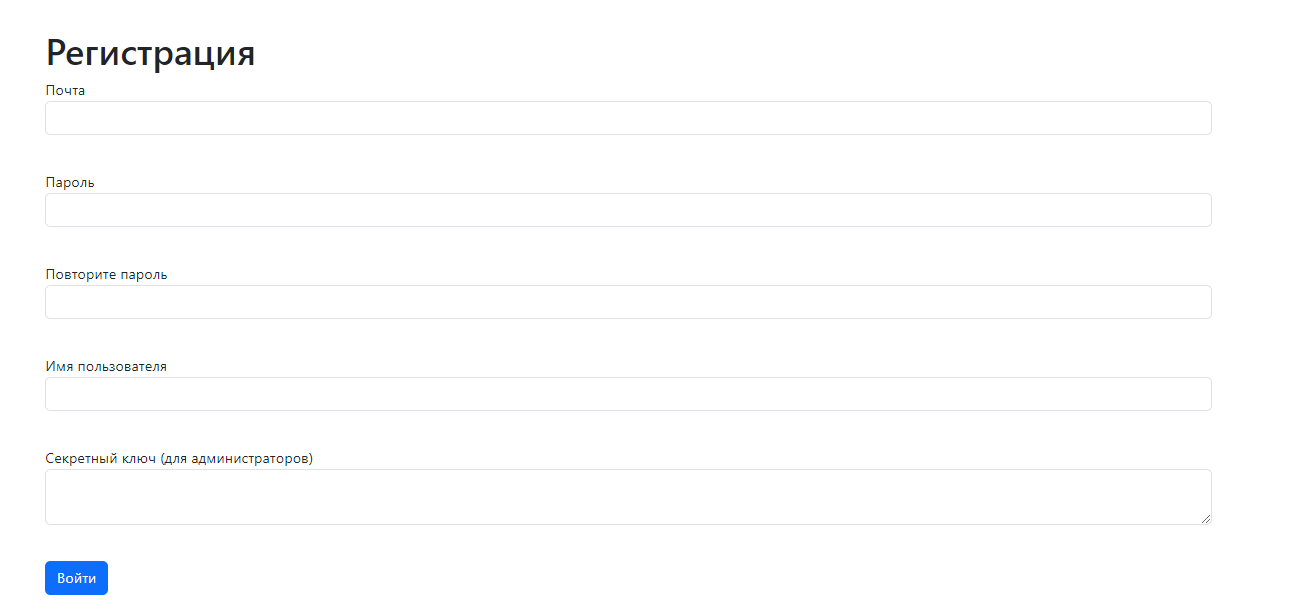 Регистрация
Почта
Пароль
Повторите пароль
Имя пользователя
Секретный ключ (для администраторов)
Войти